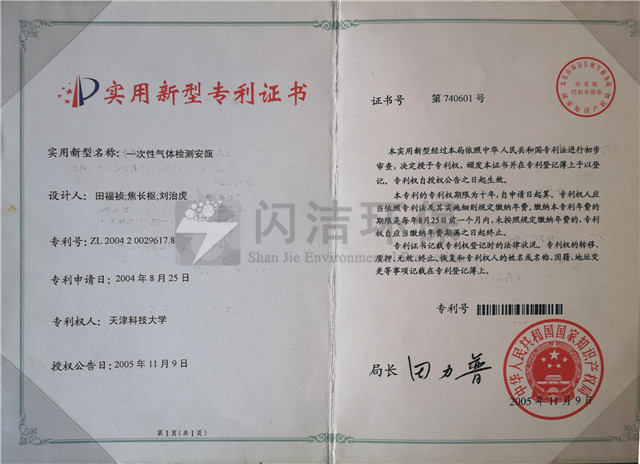 实用新型专利证书
实用新型名称:一次性气体检测安瓿
设计人:田福祯;焦长枢;刘治虎
专利号:ZL 2004 2 0029617.8
专利申请日:2004年8月25日
专利权人:天津科技大学
授权公告日:2005年11月9日
第1页(共1页)
证书号 第740601号
本实用新型经过本局依照中华人民共和国专利法进行初步
审查,决定授予专利权、颁发本证书并在专利登记簿上予以登
记。专利权自授权公告之日起生效。
本专利的专利权期限为十年,自申请日起算。专利权人应
当依照专利法及其实施细则规定缴纳年费。缴纳本专利年费的
期限是每年8月25日前一个月内。未按照规定缴纳年费的,专利
权自应当缴纳年费期满之日起终止。
专利证书记载专利权登记时的法律状况。专利权的转移、
质押、无效、终止、恢复和专利权人的姓名或名称、国籍、地址变
更等事项记载在专利登记簿上。
专利号
局长 田力普
中华人民共和国国家知识产权局
2005年11月9日
闪洁环
Shan Jie Environmen